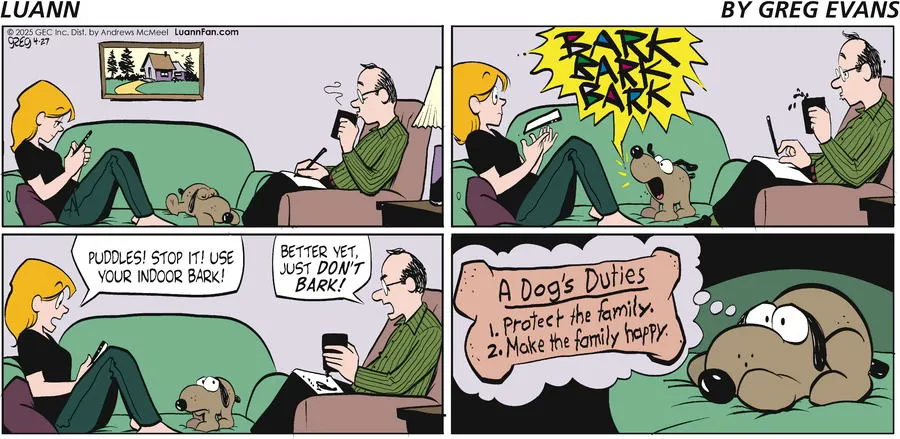 LUANN
BY GREG EVANS
© 2025 GEC Inc. Dist. by Andrews McMeel LuannFan.com
GREG 4-27
BARK
BARK
BARK
PUDDLES! STOP IT! USE
YOUR INDOOR BARK!
BETTER YET,
JUST DON'T
BARK!
A Dog's Duties
1. Protect the family.
2. Make the family happy.